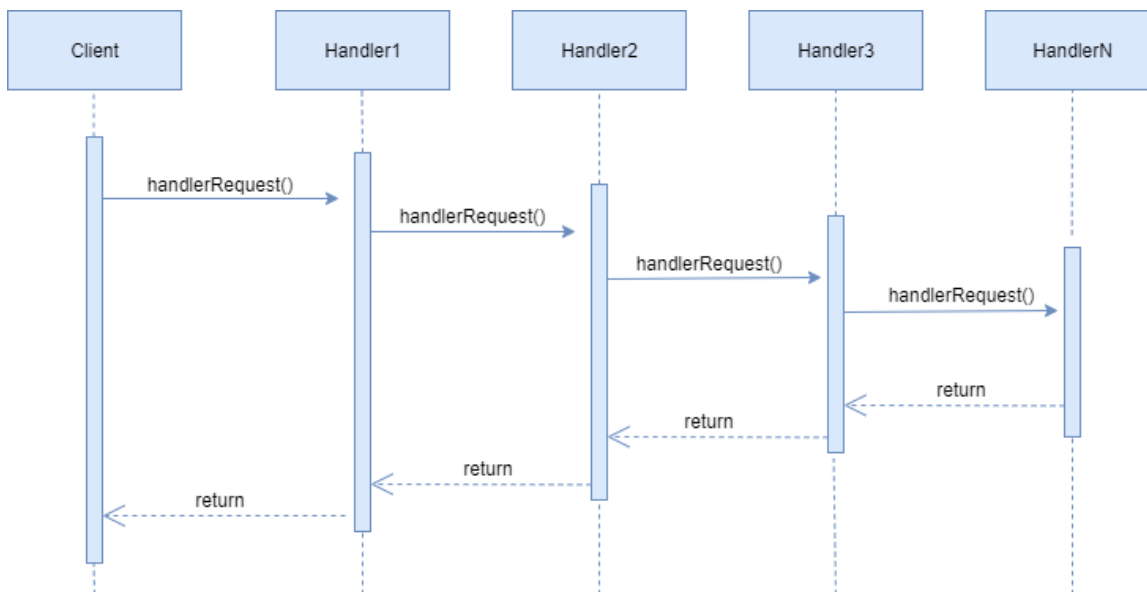 Client
Handler1
Handler2
Handler3
HandlerN
handlerRequest()
handlerRequest()
handlerRequest()
handlerRequest()
return
return
return
return